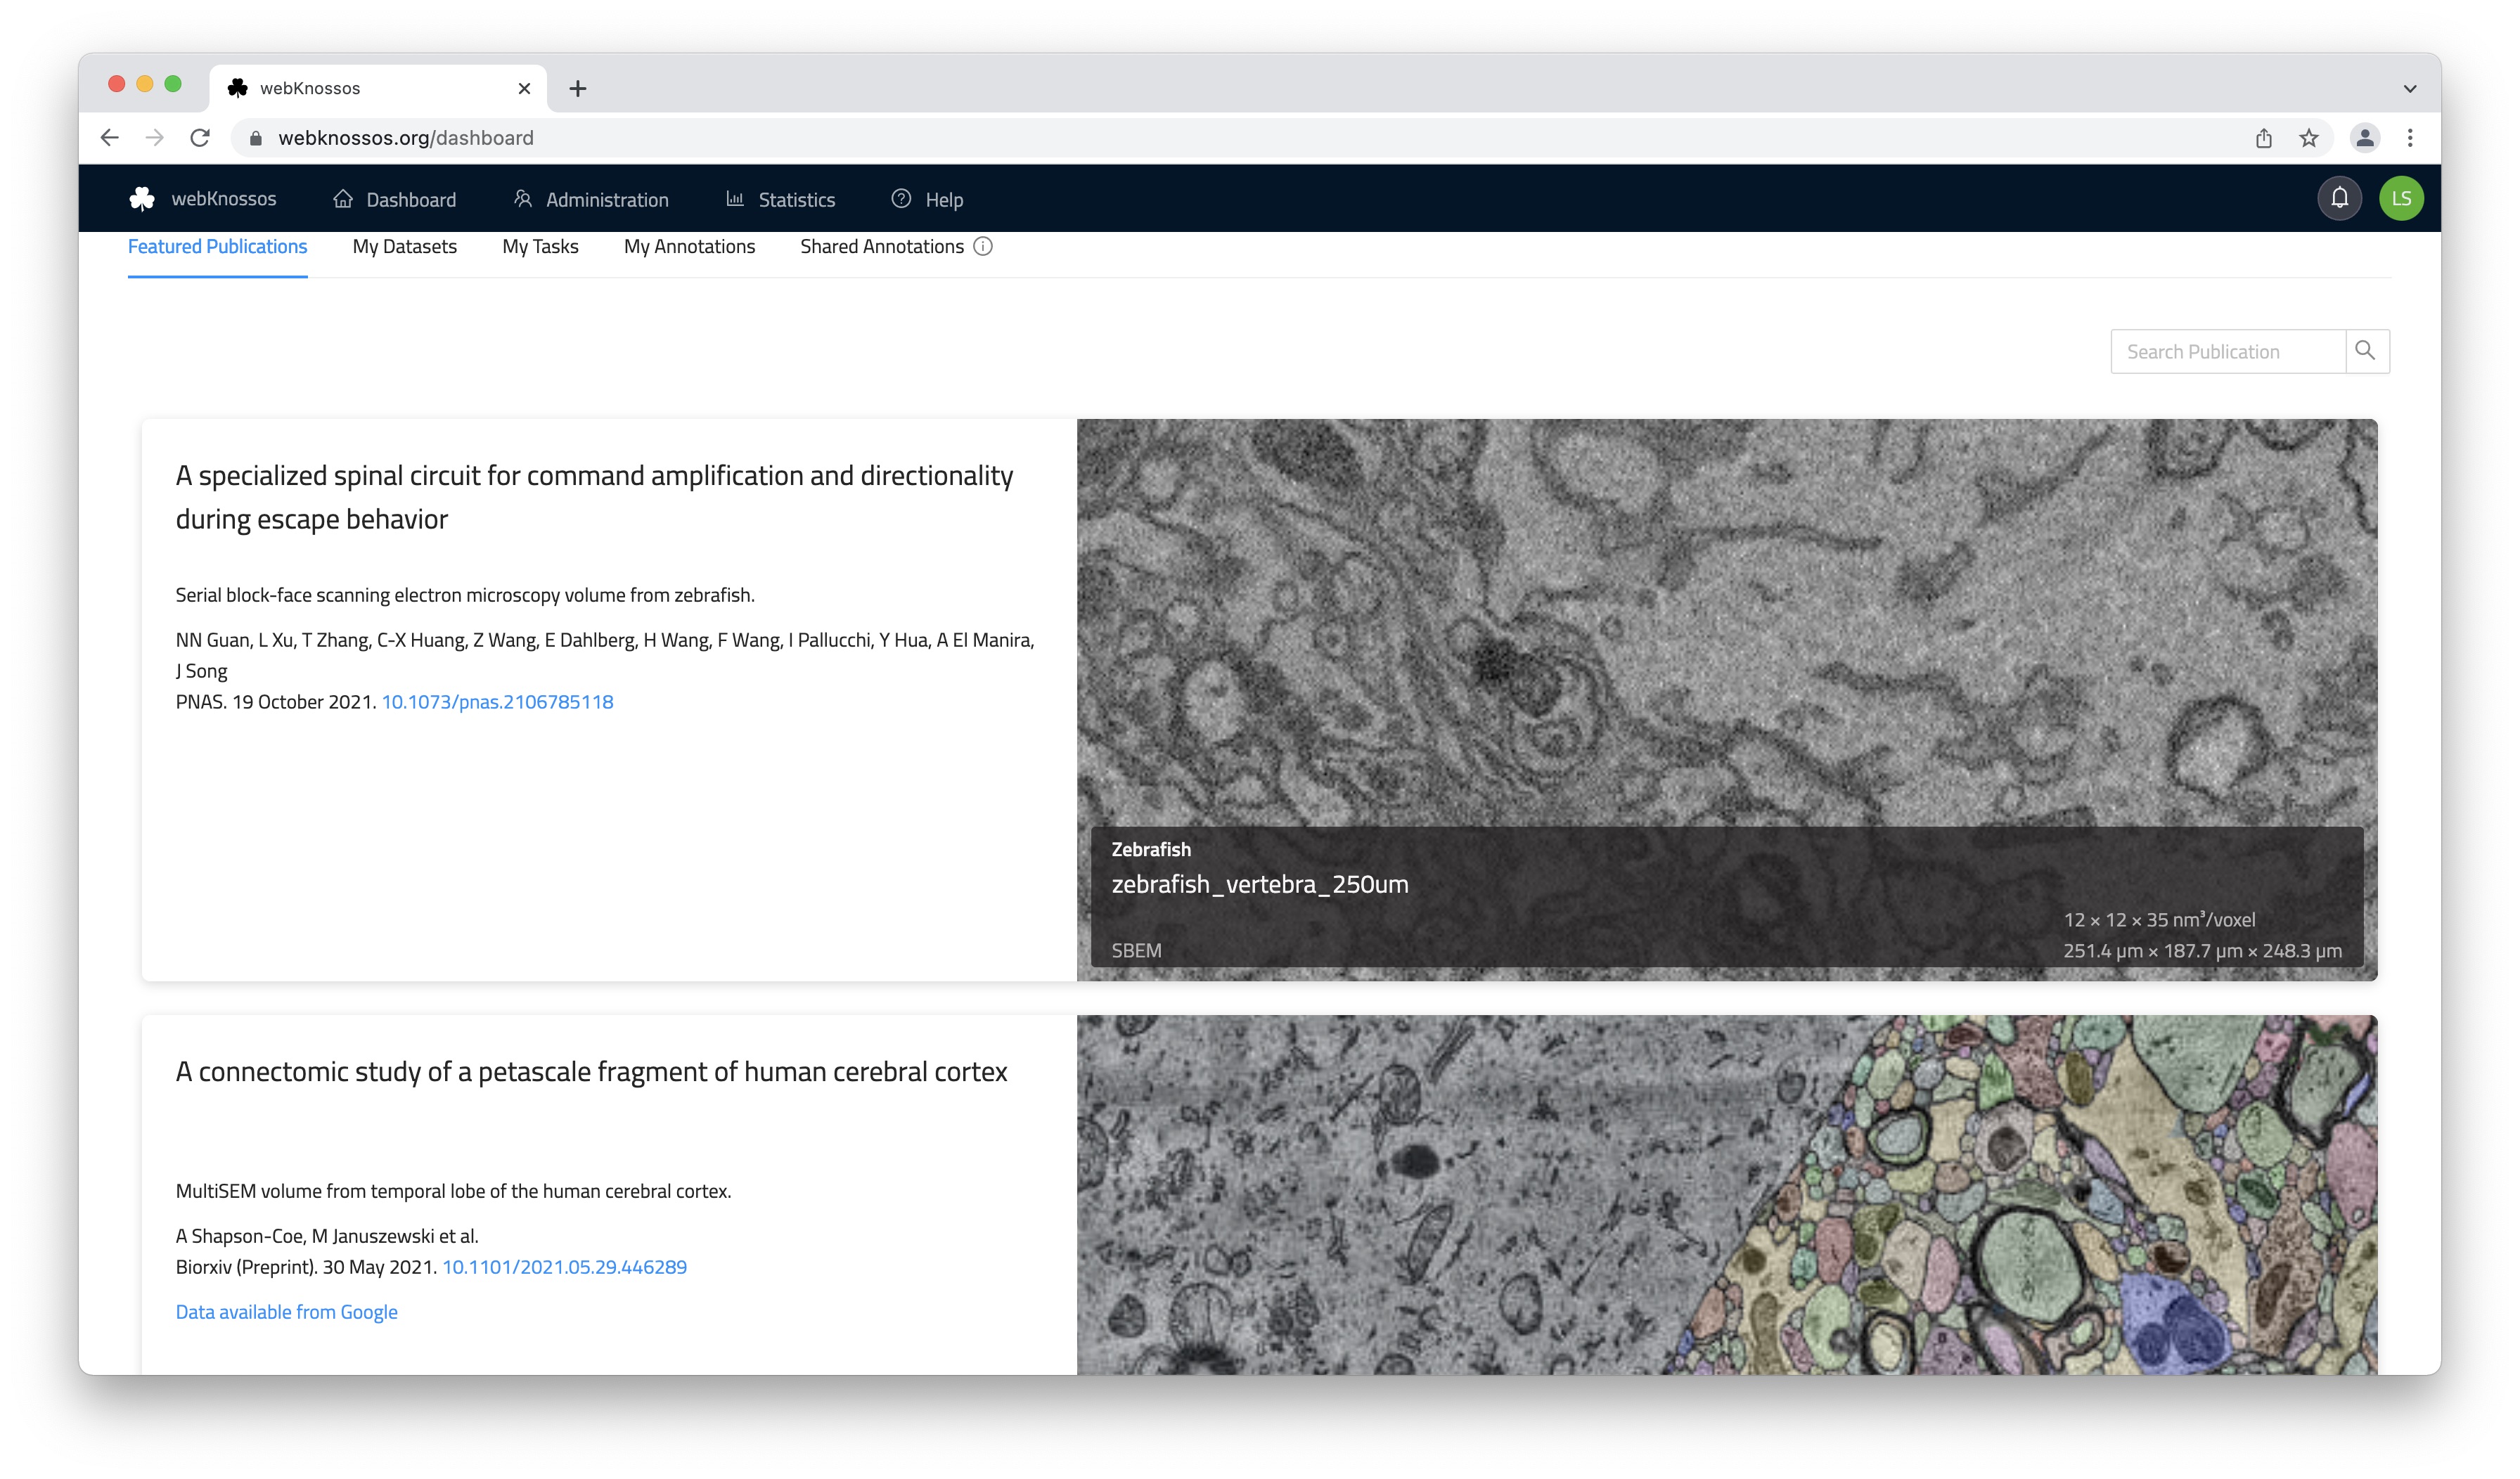 webKnossos
webknossos.org/dashboard
webKnossos Dashboard Administration Statistics Help LS
Featured Publications My Datasets My Tasks My Annotations Shared Annotations
Search Publication
A specialized spinal circuit for command amplification and directionality
during escape behavior
Serial block-face scanning electron microscopy volume from zebrafish.
NN Guan, L Xu, T Zhang, C-X Huang, Z Wang, E Dahlberg, H Wang, F Wang, I Pallucchi, Y Hua, A El Manira,
J Song
PNAS. 19 October 2021. 10.1073/pnas.2106785118
Zebrafish
zebrafish_vertebra_250um
12 × 12 × 35 nm³/voxel
SBEM 251.4 µm × 187.7 µm × 248.3 µm
A connectomic study of a petascale fragment of human cerebral cortex
MultiSEM volume from temporal lobe of the human cerebral cortex.
A Shapson-Coe, M Januszewski et al.
Biorxiv (Preprint). 30 May 2021. 10.1101/2021.05.29.446289
Data available from Google